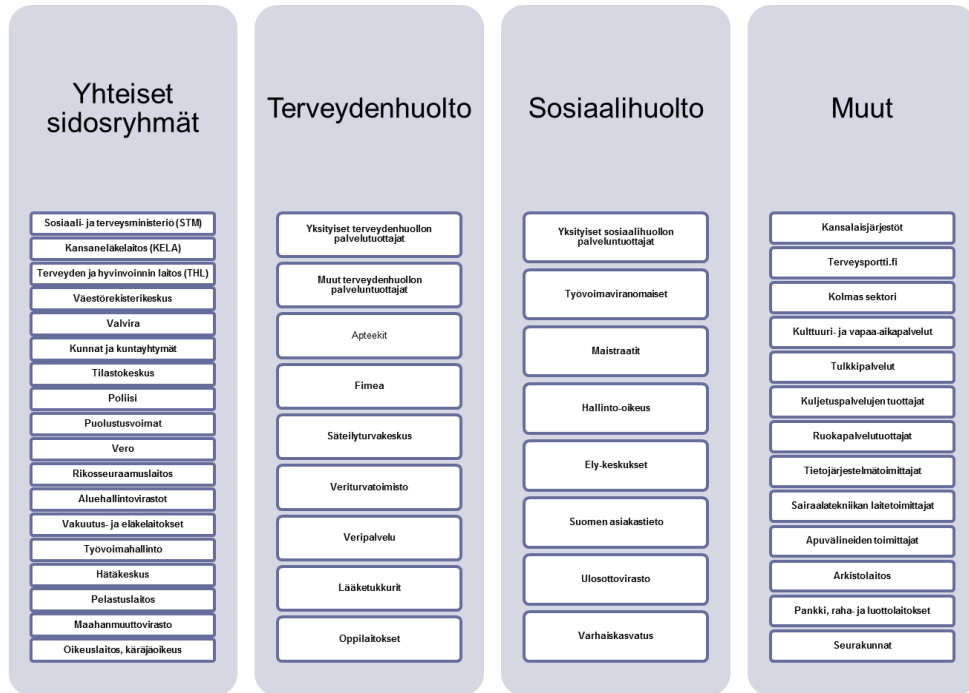 Yhteiset
sidosryhmät
Sosiaali- ja terveysministeriö (STM)
Kansaneläkelaitos (KELA)
Terveyden ja hyvinvoinnin laitos (THL)
Väestörekisterikeskus
Valvira
Kunnat ja kuntayhtymät
Tilastokeskus
Poliisi
Puolustusvoimat
Vero
Rikosseuraamuslaitos
Aluehallintovirastot
Vakuutus- ja eläkelaitokset
Työvoimahallinto
Hätäkeskus
Pelastuslaitos
Maahanmuuttovirasto
Oikeuslaitos, käräjäoikeus
Terveydenhuolto
Yksityiset terveydenhuollon
palvelutuottajat
Muut terveydenhuollon
palveluntuottajat
Apteekit
Fimea
Säteilyturvakeskus
Veriturvatoimisto
Veripalvelu
Lääketukkurit
Oppilaitokset
Sosiaalihuolto
Yksityiset sosiaalihuollon
palveluntuottajat
Työvoimaviranomaiset
Maistraatit
Hallinto-oikeus
Ely-keskukset
Suomen asiakastieto
Ulosottovirasto
Varhaiskasvatus
Muut
Kansalaisjärjestöt
Terveysportti.fi
Kolmas sektori
Kulttuuri- ja vapaa-aikapalvelut
Tulkkipalvelut
Kuljetuspalvelujen tuottajat
Ruokapalvelutuottajat
Tietojärjestelmätoimittajat
Sairaalatekniikan laitetoimittajat
Apuvälineiden toimittajat
Arkistolaitos
Pankki, raha- ja luottolaitokset
Seurakunnat